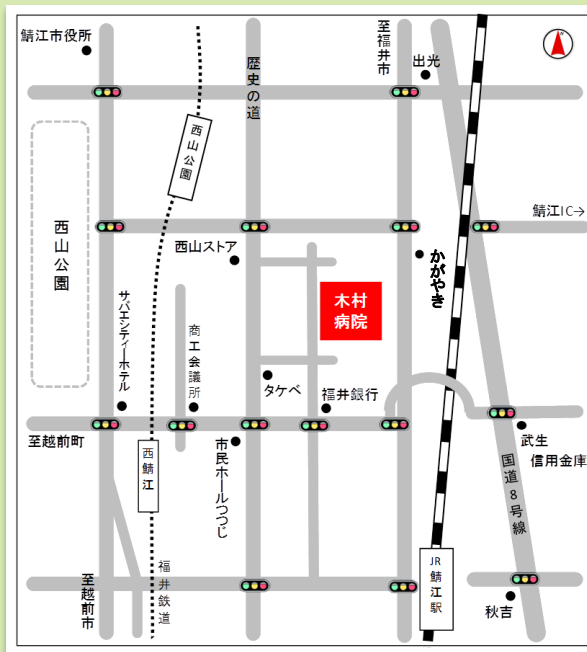 鯖江市役所
至福井市
出光
N
歴史の道
西山公園
西山公園
鯖江IC→
西山ストア
かがやき
木村
病院
サバエシティーホテル
商工会議所
タケベ
福井銀行
至越前町
西鯖江
市民ホールつつじ
武生
信用金庫
国道8号線
福井鉄道
至越前市
JR鯖江駅
秋吉